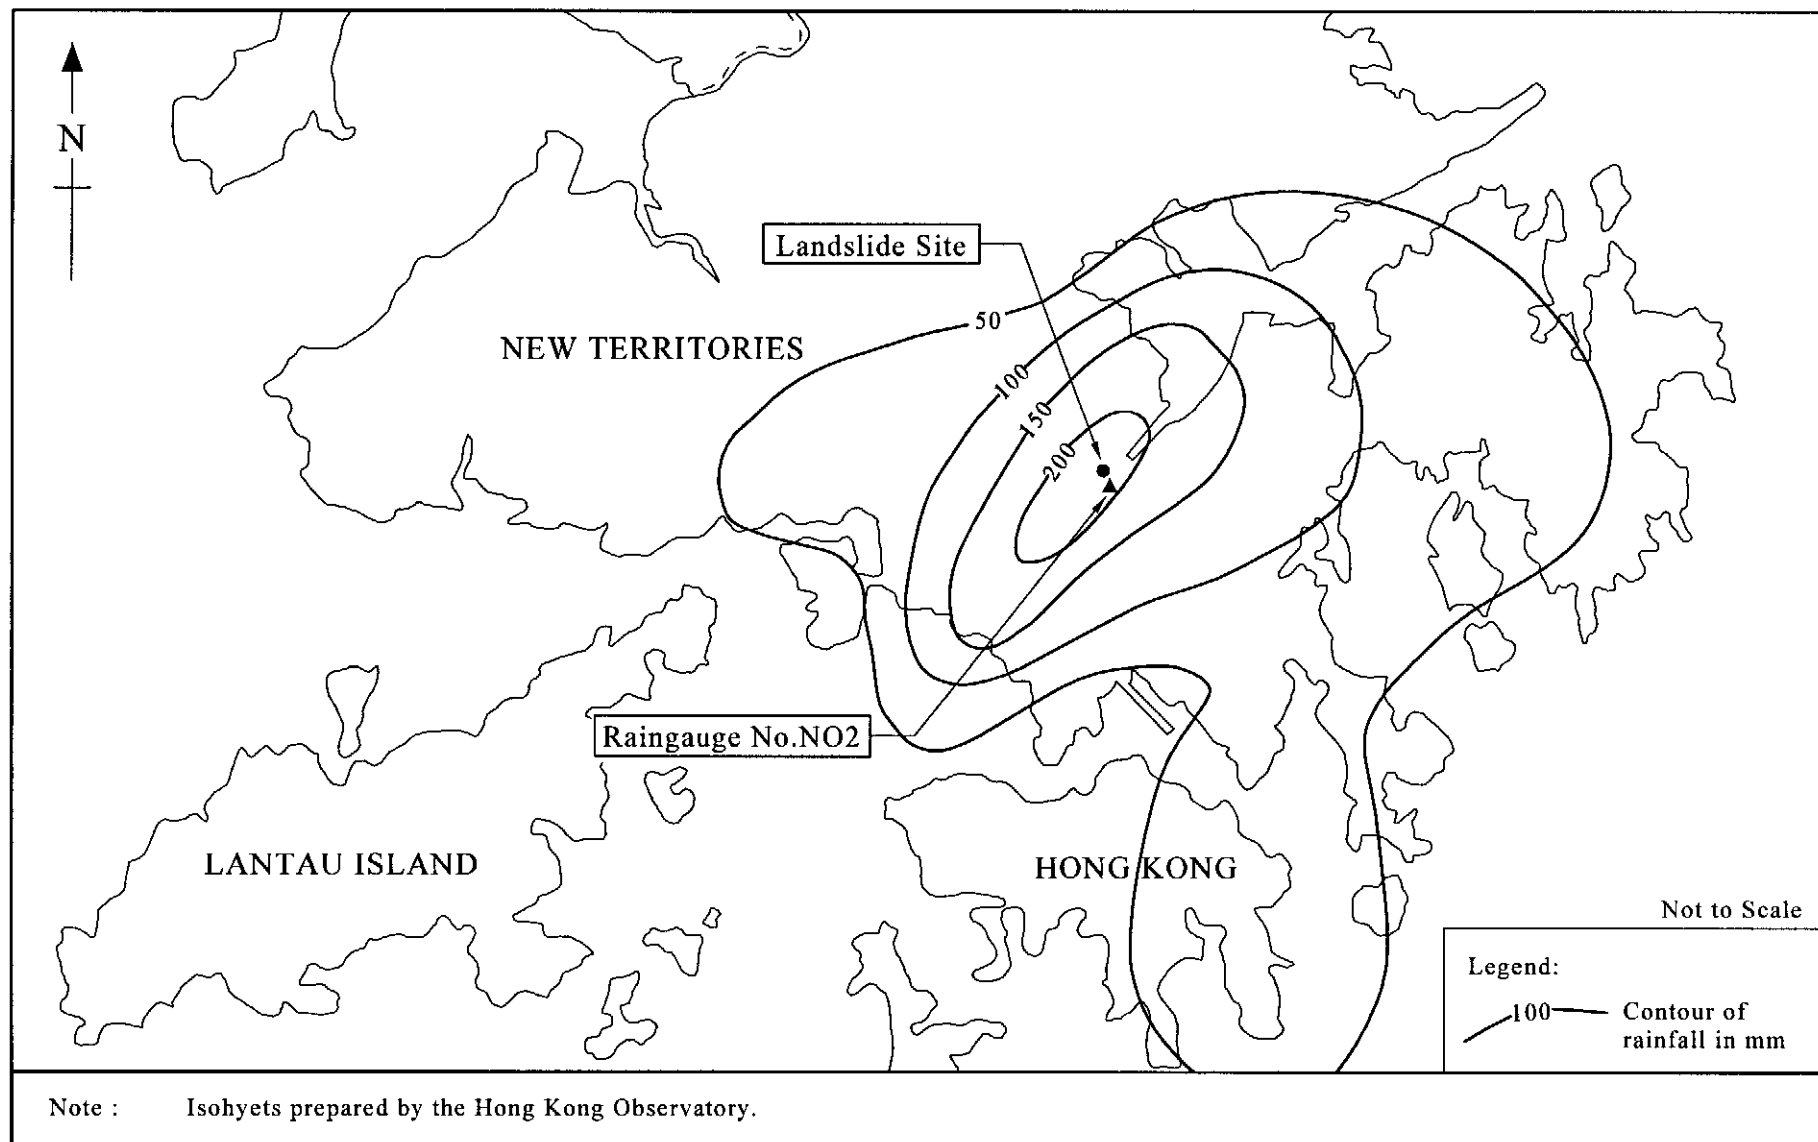 N
Landslide Site
50
NEW TERRITORIES
100
150
200
Raingauge No.NO2
LANTAU ISLAND
HONG KONG
Not to Scale
Legend:
100
Contour of
rainfall in mm
Note : Isohyets prepared by the Hong Kong Observatory.